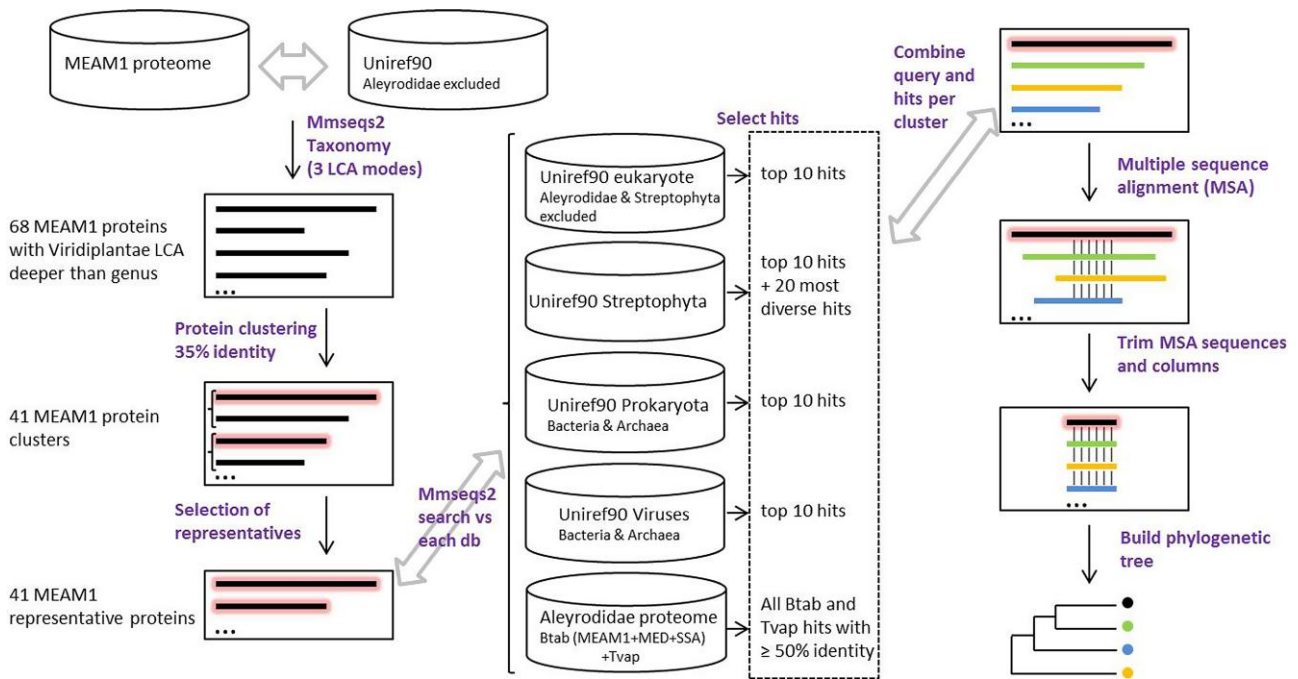 MEAM1 proteome
Uniref90
Aleyrodidae excluded
Mmseqs2
Taxonomy
(3 LCA modes)
68 MEAM1 proteins
with Viridiplantae LCA
deeper than genus
...
Protein clustering
35% identity
41 MEAM1 protein
clusters
...
Selection of
representatives
41 MEAM1
representative proteins
...
Mmseqs2
search vs
each db
Select hits
Uniref90 eukaryote
Aleyrodidae & Streptophyta
excluded
top 10 hits
Uniref90 Streptophyta
top 10 hits
+ 20 most
diverse hits
Uniref90 Prokaryota
Bacteria & Archaea
top 10 hits
Uniref90 Viruses
Bacteria & Archaea
top 10 hits
Aleyrodidae proteome
Btab (MEAM1+MED+SSA)
+Tvap
All Btab and
Tvap hits with
≥ 50% identity
Combine
query and
hits per
cluster
...
Multiple sequence
alignment (MSA)
...
Trim MSA sequences
and columns
...
Build phylogenetic
tree